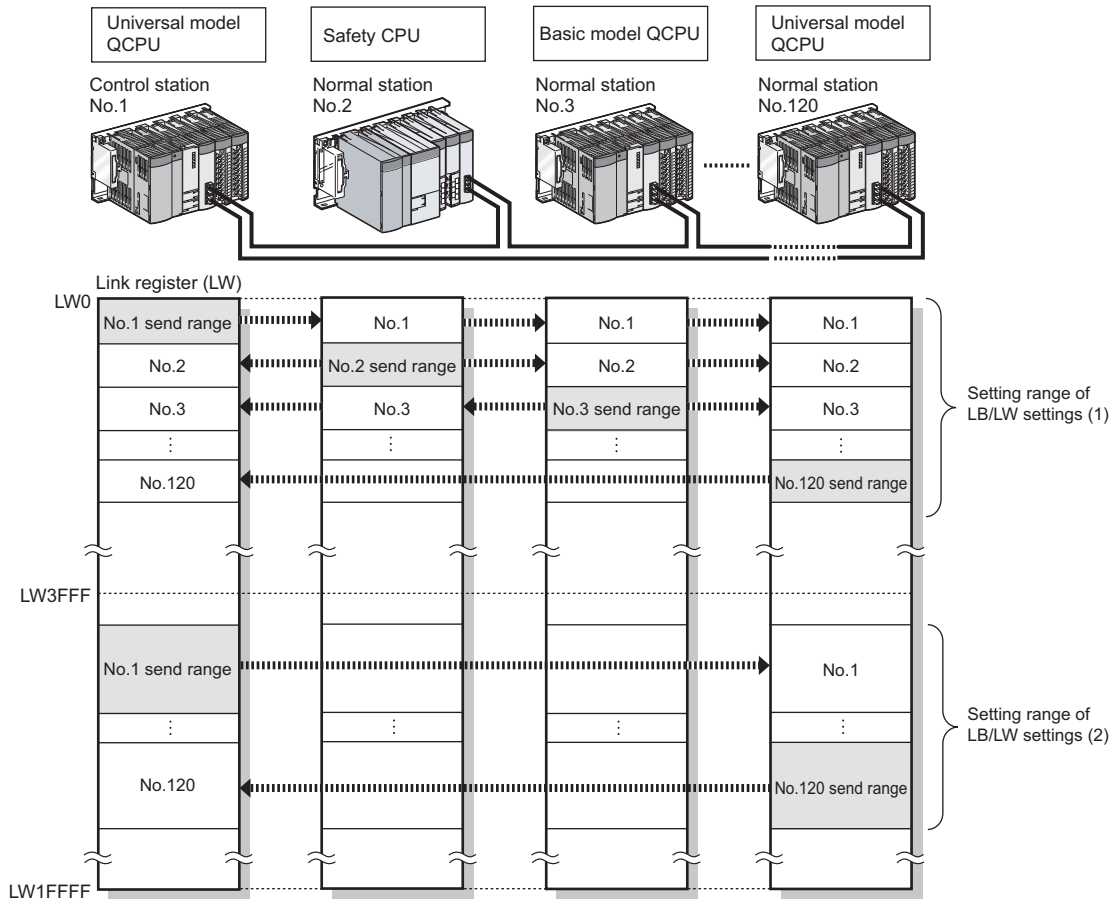 Universal model
QCPU
Safety CPU
Basic model QCPU
Universal model
QCPU
Control station
No.1
Normal station
No.2
Normal station
No.3
Normal station
No.120
Link register (LW)
LW0
No.1 send range
No.1
No.1
No.1
No.2
No.2 send range
No.2
No.2
No.3
No.3
No.3 send range
No.3
No.120
No.120 send range
Setting range of
LB/LW settings (1)
LW3FFF
No.1 send range
No.1
No.120
No.120 send range
Setting range of
LB/LW settings (2)
LW1FFFF